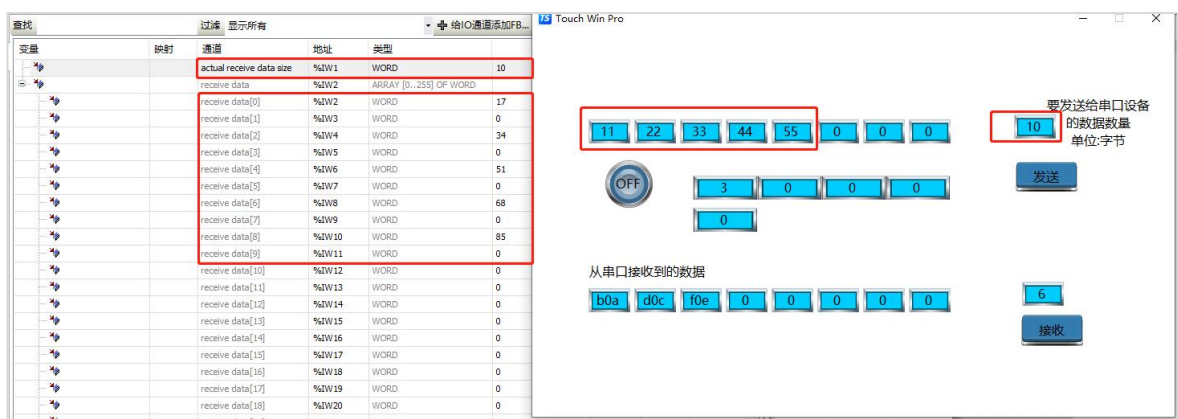 查找 过滤 显示所有 给IO通道添加FB...
变量 映射 通道 地址 类型
actual receive data size %IW1 WORD 10
receive data %IW2 ARRAY [0..255] OF WORD
receive data[0] %IW2 WORD 17
receive data[1] %IW3 WORD 0
receive data[2] %IW4 WORD 34
receive data[3] %IW5 WORD 0
receive data[4] %IW6 WORD 51
receive data[5] %IW7 WORD 0
receive data[6] %IW8 WORD 68
receive data[7] %IW9 WORD 0
receive data[8] %IW10 WORD 85
receive data[9] %IW11 WORD 0
receive data[10] %IW12 WORD 0
receive data[11] %IW13 WORD 0
receive data[12] %IW14 WORD 0
receive data[13] %IW15 WORD 0
receive data[14] %IW16 WORD 0
receive data[15] %IW17 WORD 0
receive data[16] %IW18 WORD 0
receive data[17] %IW19 WORD 0
receive data[18] %IW20 WORD 0
TS Touch Win Pro
要发送给串口设备
的数据数量
单位:字节
11 22 33 44 55 0 0 0 10
OFF 3 0 0 0 发送
0
从串口接收到的数据
b0a d0c f0e 0 0 0 0 0 6
接收